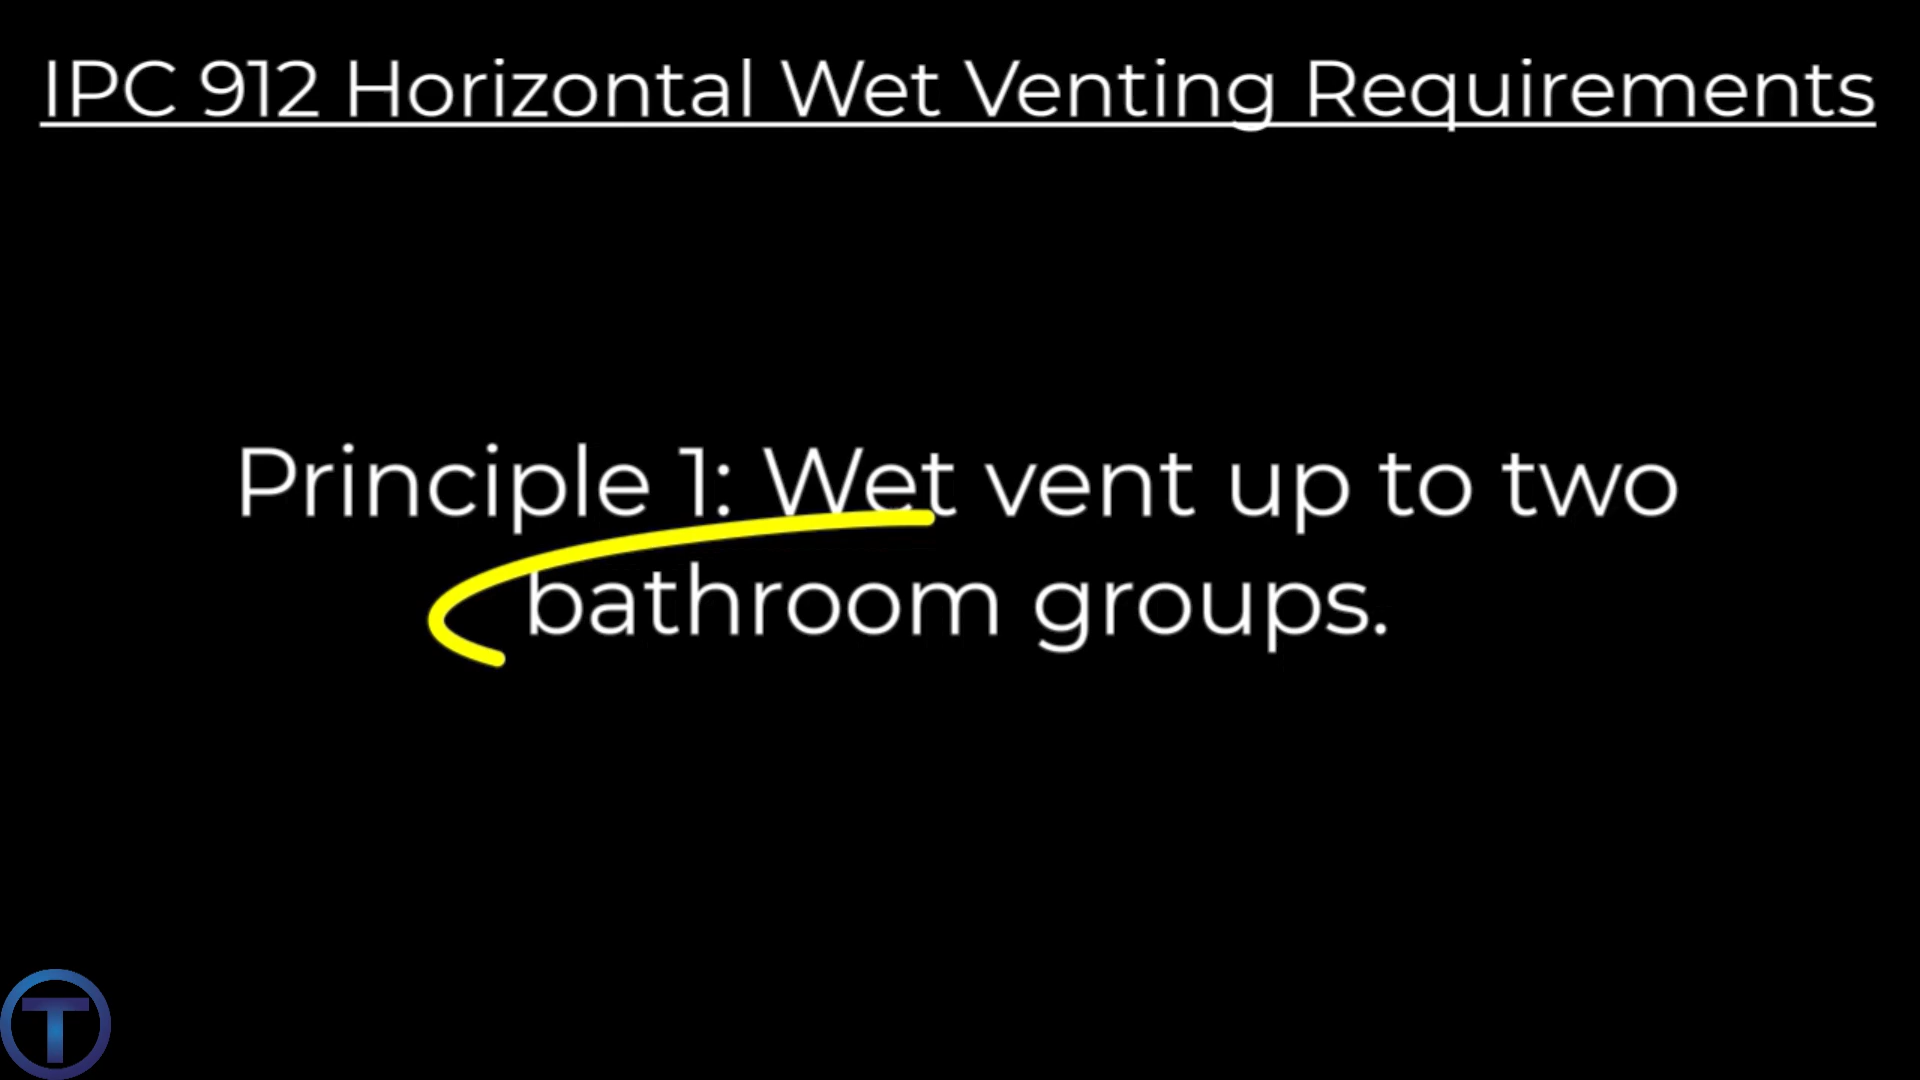 IPC 912 Horizontal Wet Venting Requirements
Principle 1: Wet vent up to two
bathroom groups.
T